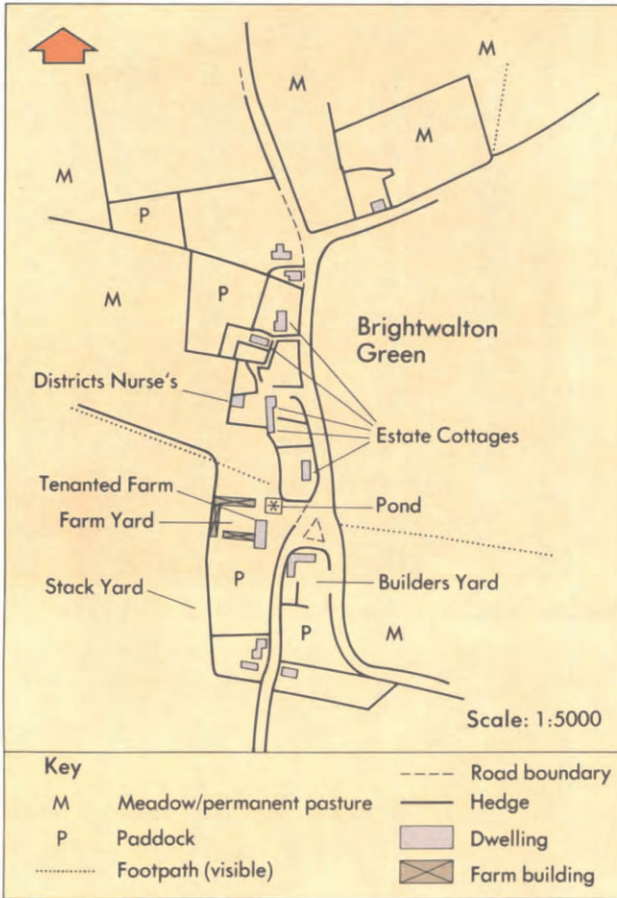 M
M
M
M
M
P
M
P
Brightwalton
Green
Districts Nurse's
Estate Cottages
Tenanted Farm
Pond
Farm Yard
Stack Yard
P
Builders Yard
P
M
Scale: 1:5000
Key
M Meadow/permanent pasture
P Paddock
Footpath (visible)
Road boundary
Hedge
Dwelling
Farm building